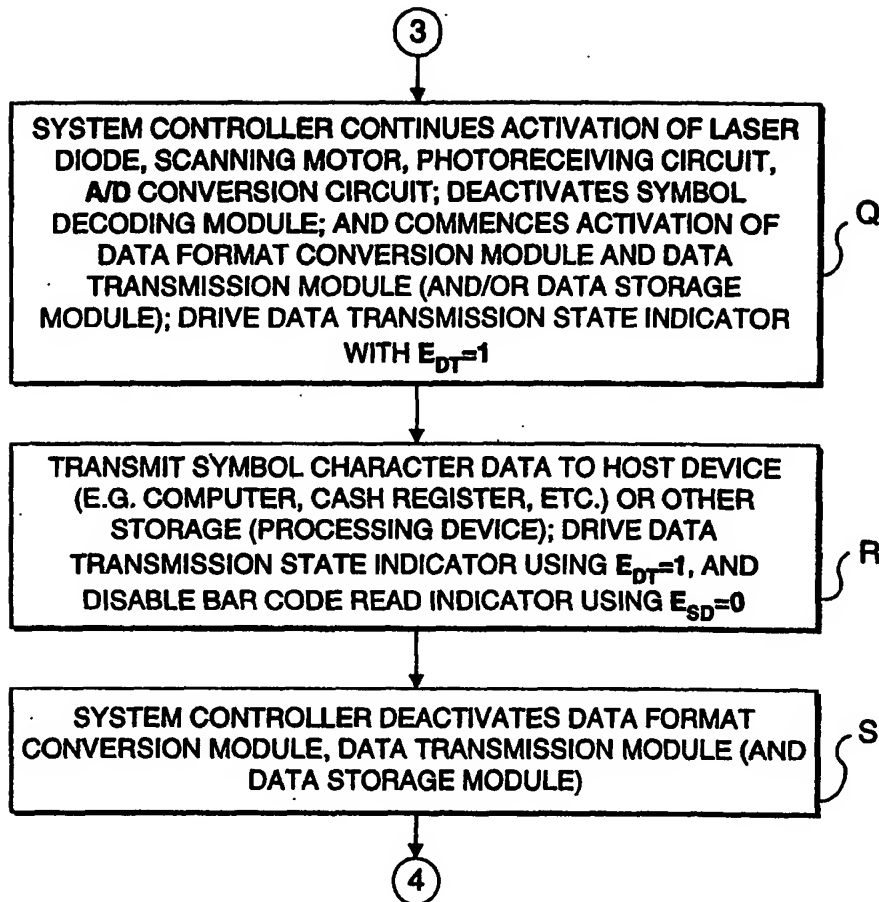 3
SYSTEM CONTROLLER CONTINUES ACTIVATION OF LASER
DIODE, SCANNING MOTOR, PHOTORECEIVING CIRCUIT,
A/D CONVERSION CIRCUIT; DEACTIVATES SYMBOL
DECODING MODULE; AND COMMENCES ACTIVATION OF
DATA FORMAT CONVERSION MODULE AND DATA
TRANSMISSION MODULE (AND/OR DATA STORAGE
MODULE); DRIVE DATA TRANSMISSION STATE INDICATOR
WITH E_DT=1
Q
TRANSMIT SYMBOL CHARACTER DATA TO HOST DEVICE
(E.G. COMPUTER, CASH REGISTER, ETC.) OR OTHER
STORAGE (PROCESSING DEVICE); DRIVE DATA
TRANSMISSION STATE INDICATOR USING E_DT=1, AND
DISABLE BAR CODE READ INDICATOR USING E_SD=0
R
SYSTEM CONTROLLER DEACTIVATES DATA FORMAT
CONVERSION MODULE, DATA TRANSMISSION MODULE (AND
DATA STORAGE MODULE)
S
4